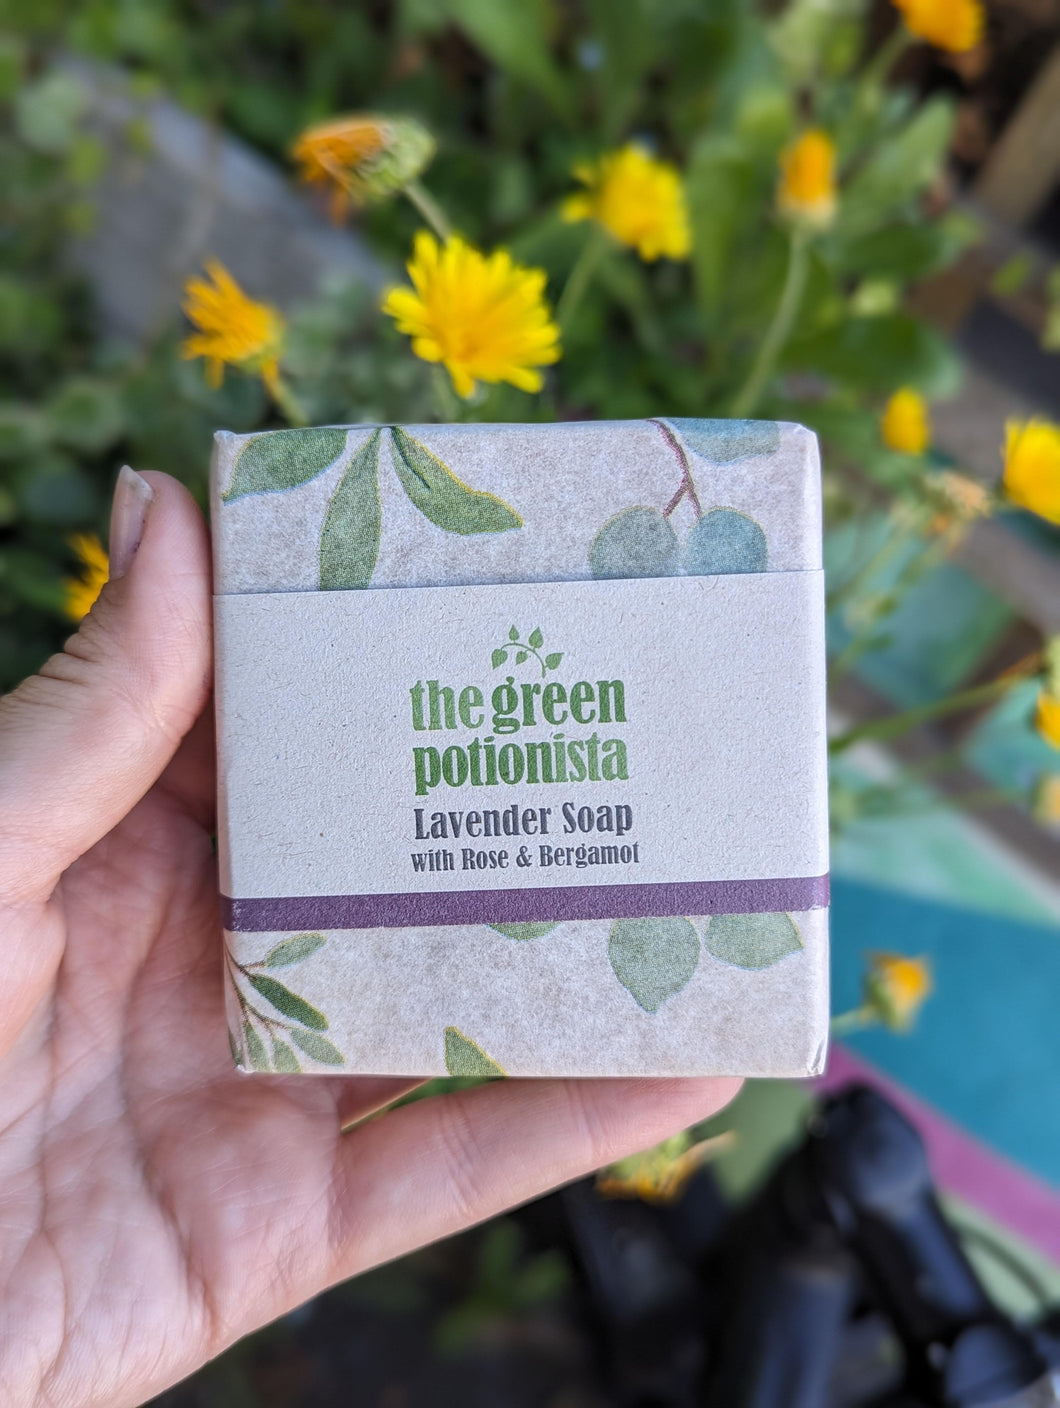 the green
potionista
Lavender Soap
with Rose & Bergamot